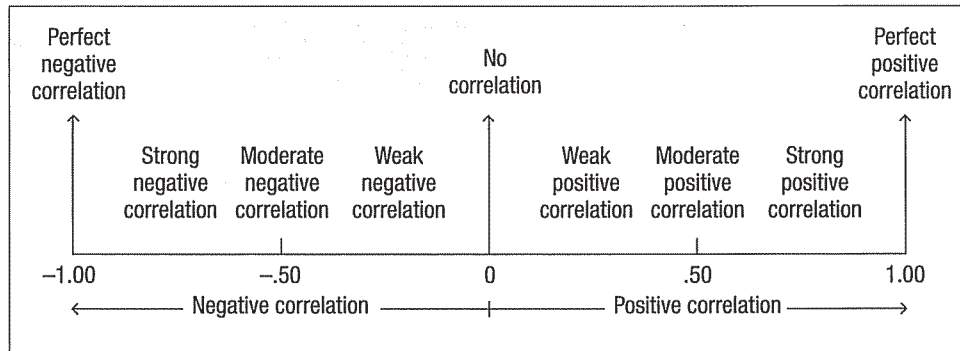 Perfect
negative
correlation
No
correlation
Perfect
positive
correlation
Strong
negative
correlation
Moderate
negative
correlation
Weak
negative
correlation
Weak
positive
correlation
Moderate
positive
correlation
Strong
positive
correlation
–1.00
–.50
0
.50
1.00
Negative correlation
Positive correlation